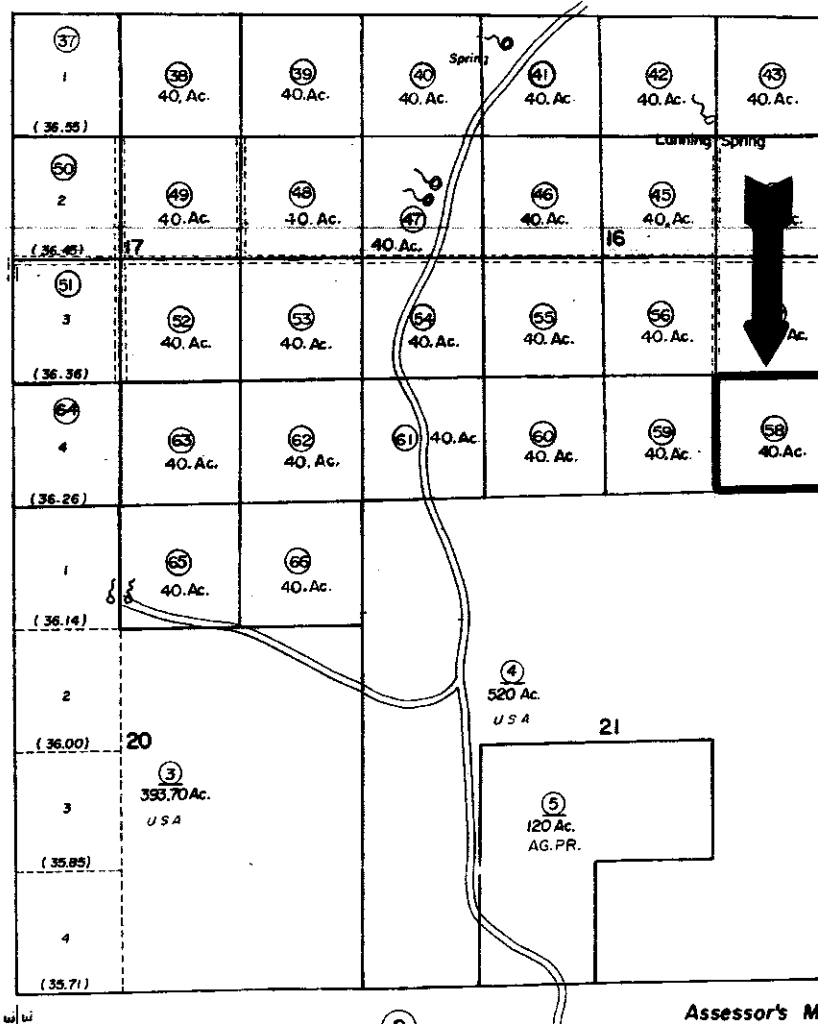 37
1
(36.55)
38
40. Ac.
39
40. Ac.
40
40. Ac.
Spring
41
40. Ac.
42
40. Ac.
43
40. Ac.
Lunning Spring
50
2
(36.45)
17
49
40. Ac.
48
40. Ac.
47
40. Ac.
46
40. Ac.
45
40. Ac.
16
51
3
(36.36)
52
40. Ac.
53
40. Ac.
54
40. Ac.
55
40. Ac.
56
40. Ac.
Ac.
64
4
(36.26)
63
40. Ac.
62
40. Ac.
61 40. Ac.
60
40. Ac.
59
40. Ac.
58
40. Ac.
1
(36.14)
65
40. Ac.
66
40. Ac.
2
(36.00)
20
4
520 Ac.
USA
21
3
(35.85)
3
393.70 Ac.
USA
5
120 Ac.
AG. PR.
4
(35.71)
Assessor's M